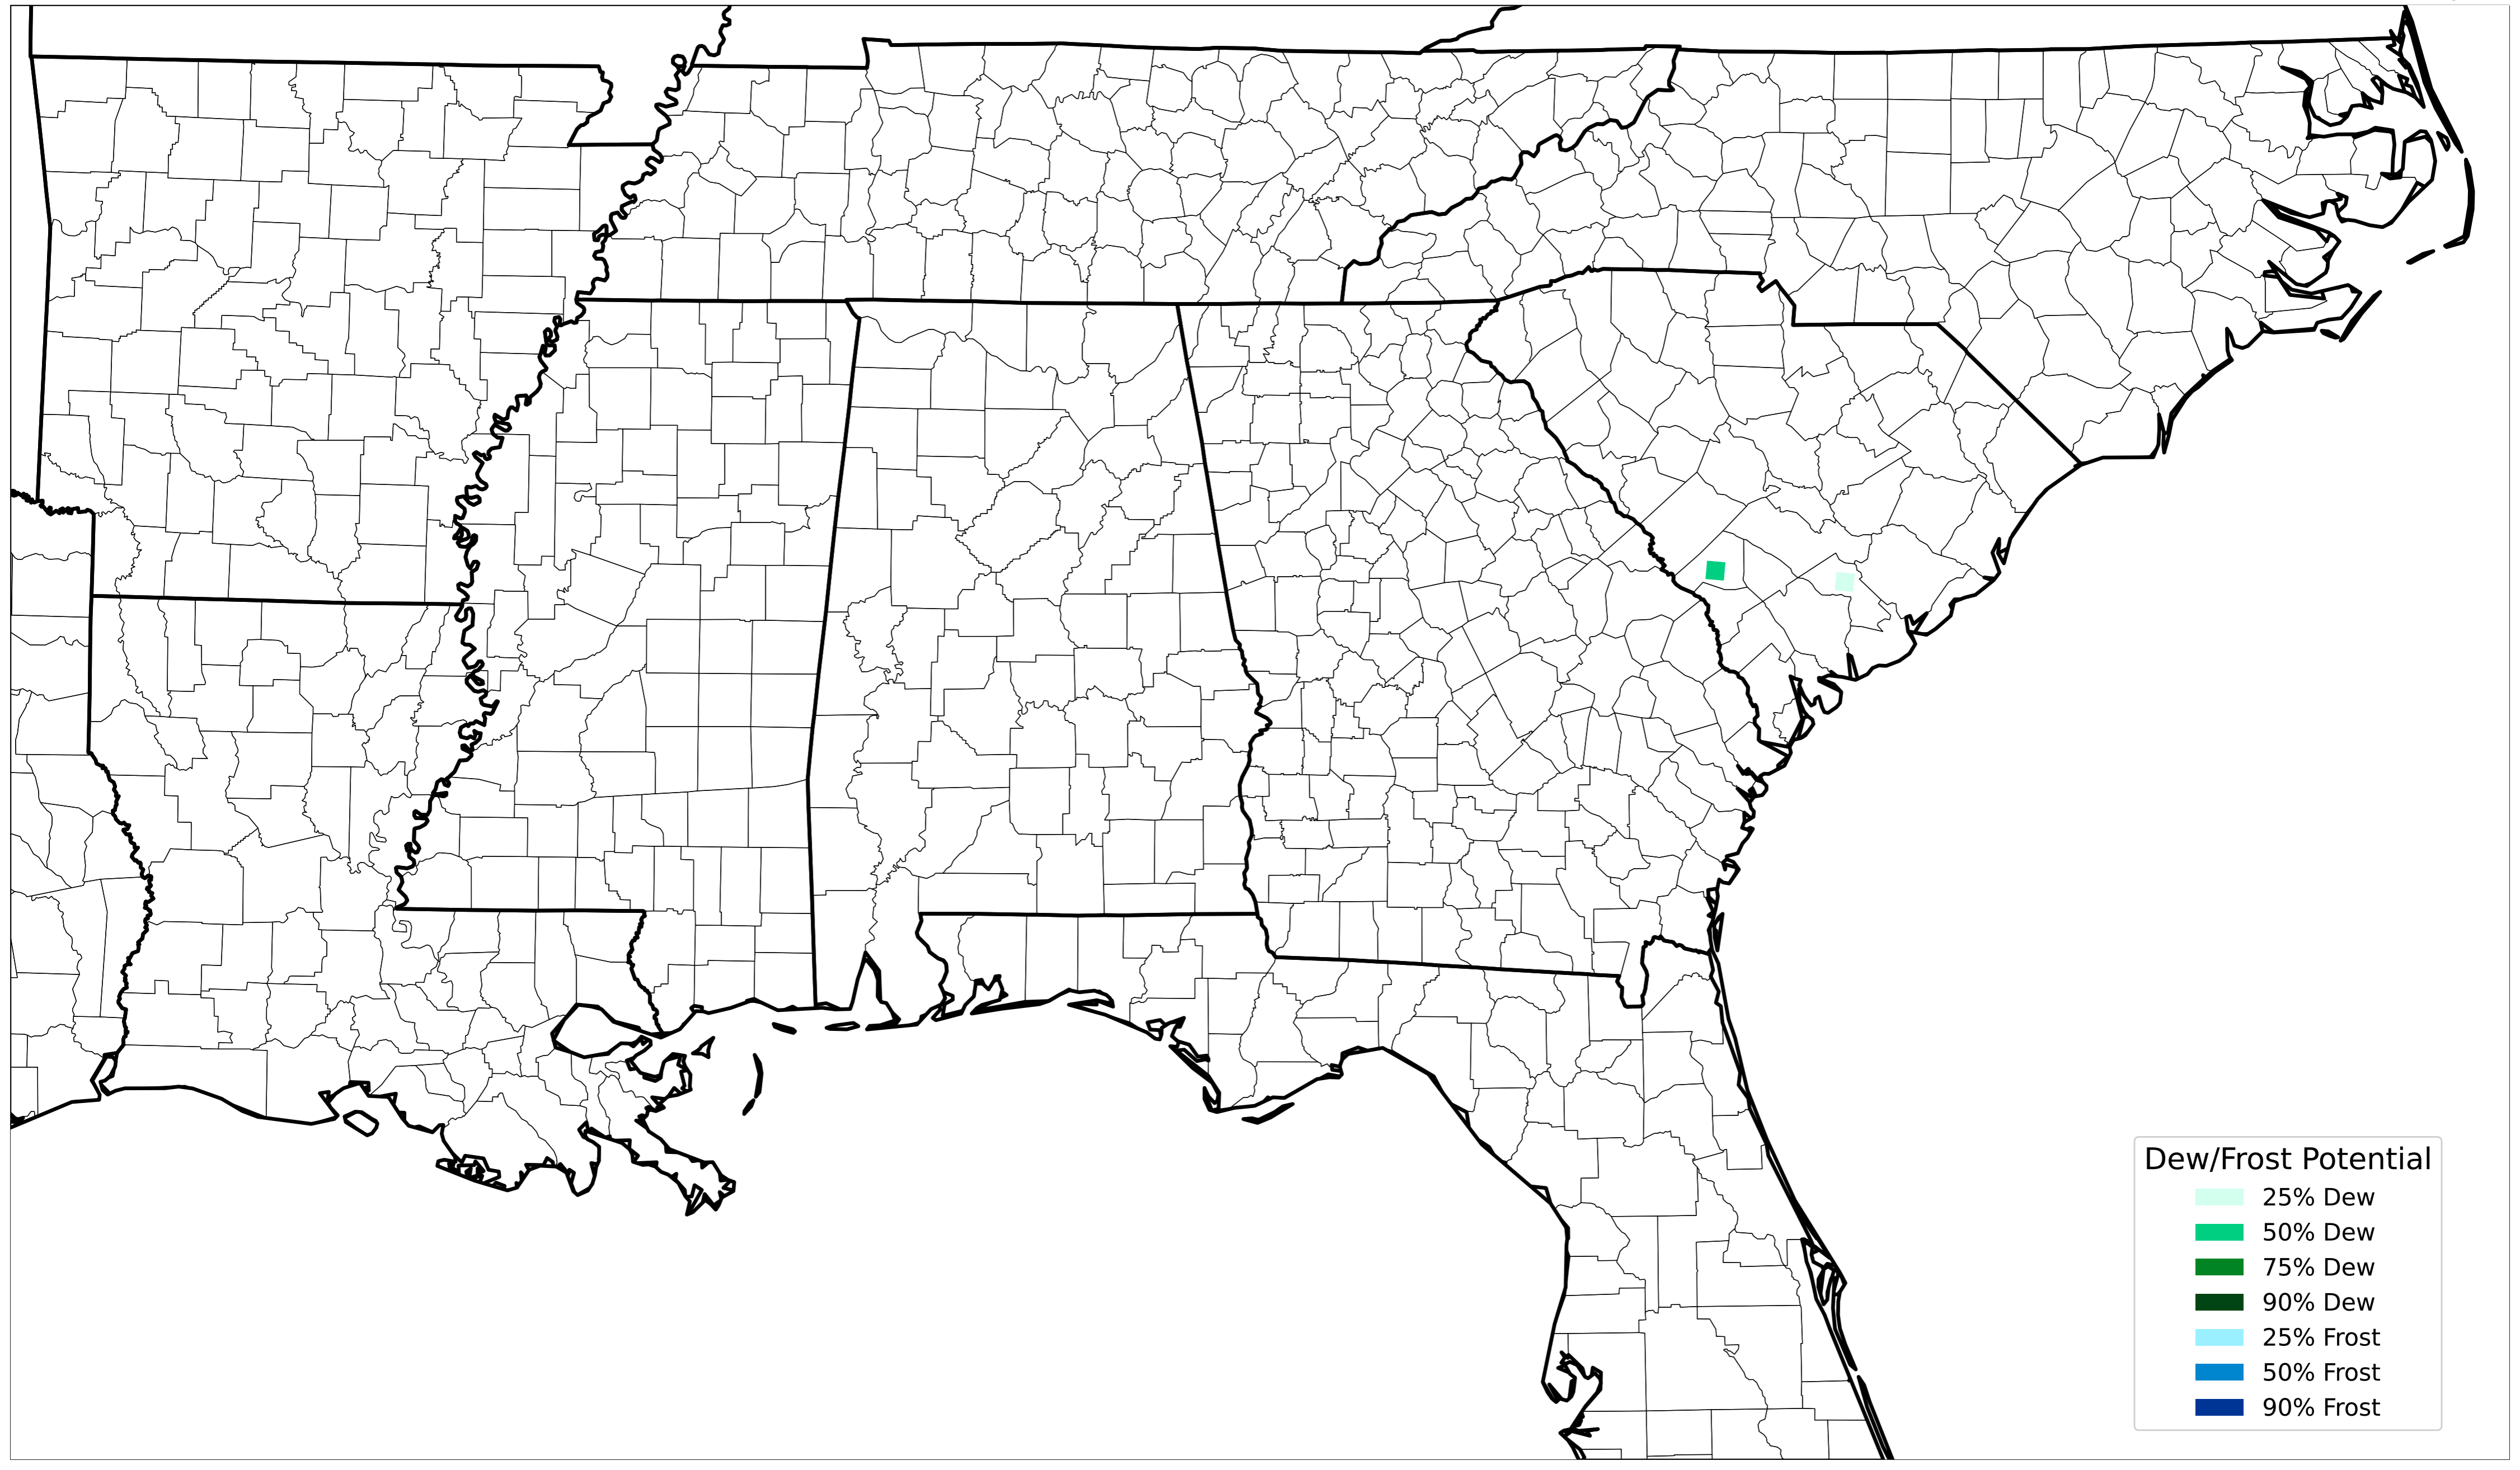 Dew/Frost Potential
25% Dew
50% Dew
75% Dew
90% Dew
25% Frost
50% Frost
90% Frost